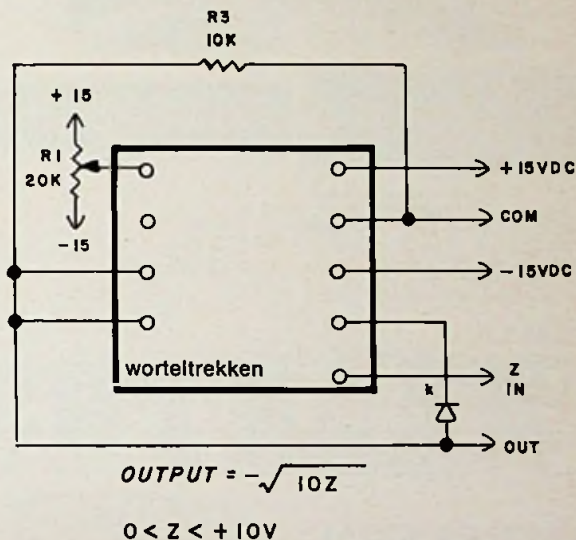 R3
10K
+ 15
R1
20K
-15
+15VDC
COM
-15VDC
worteltrekken
Z
IN
k
OUT
OUTPUT = -√10Z
0 < Z < + 10V